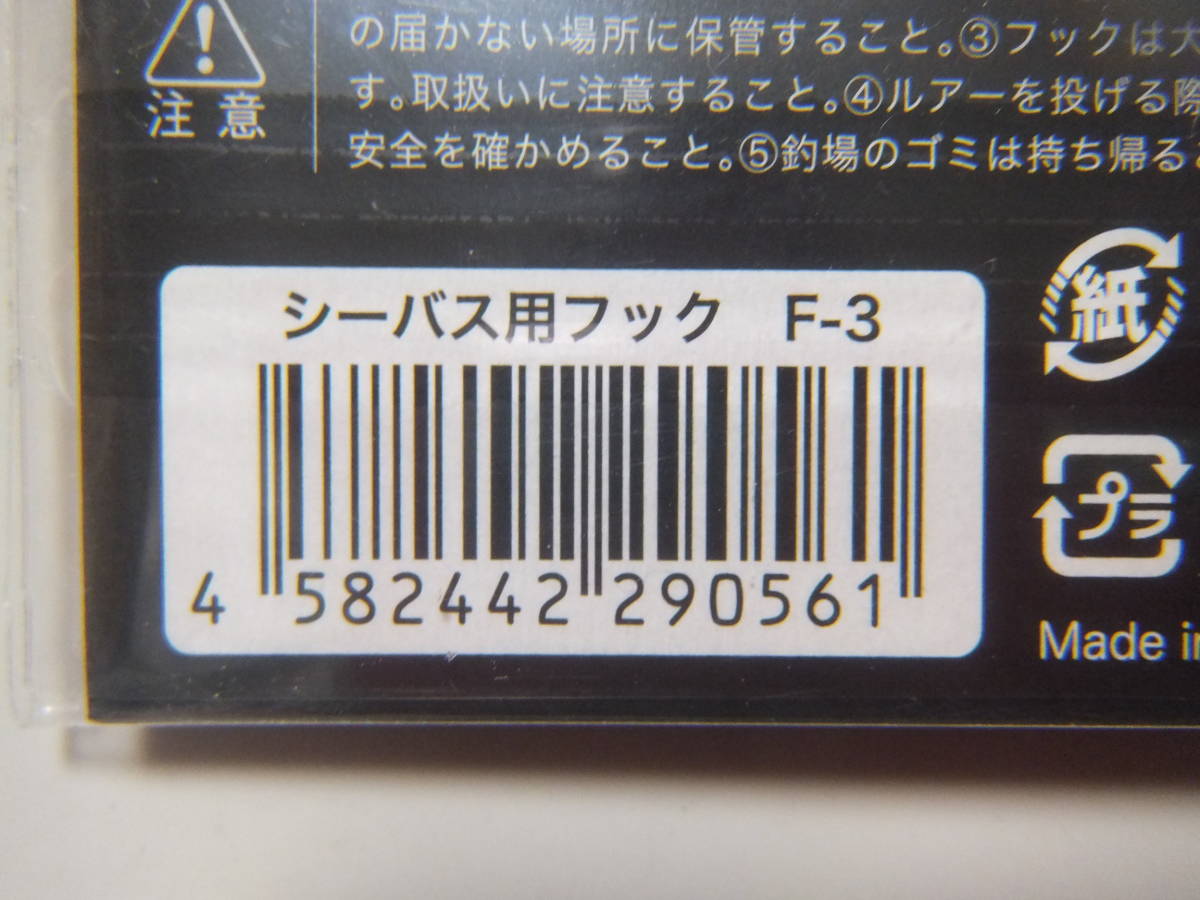 の届かない場所に保管すること。③フックは大
す。取扱いに注意すること。④ルアーを投げる際
安全を確かめること。⑤釣場のゴミは持ち帰る
注意
シーバス用フック F-3
4 582442 290561
紙
プラ
Made in